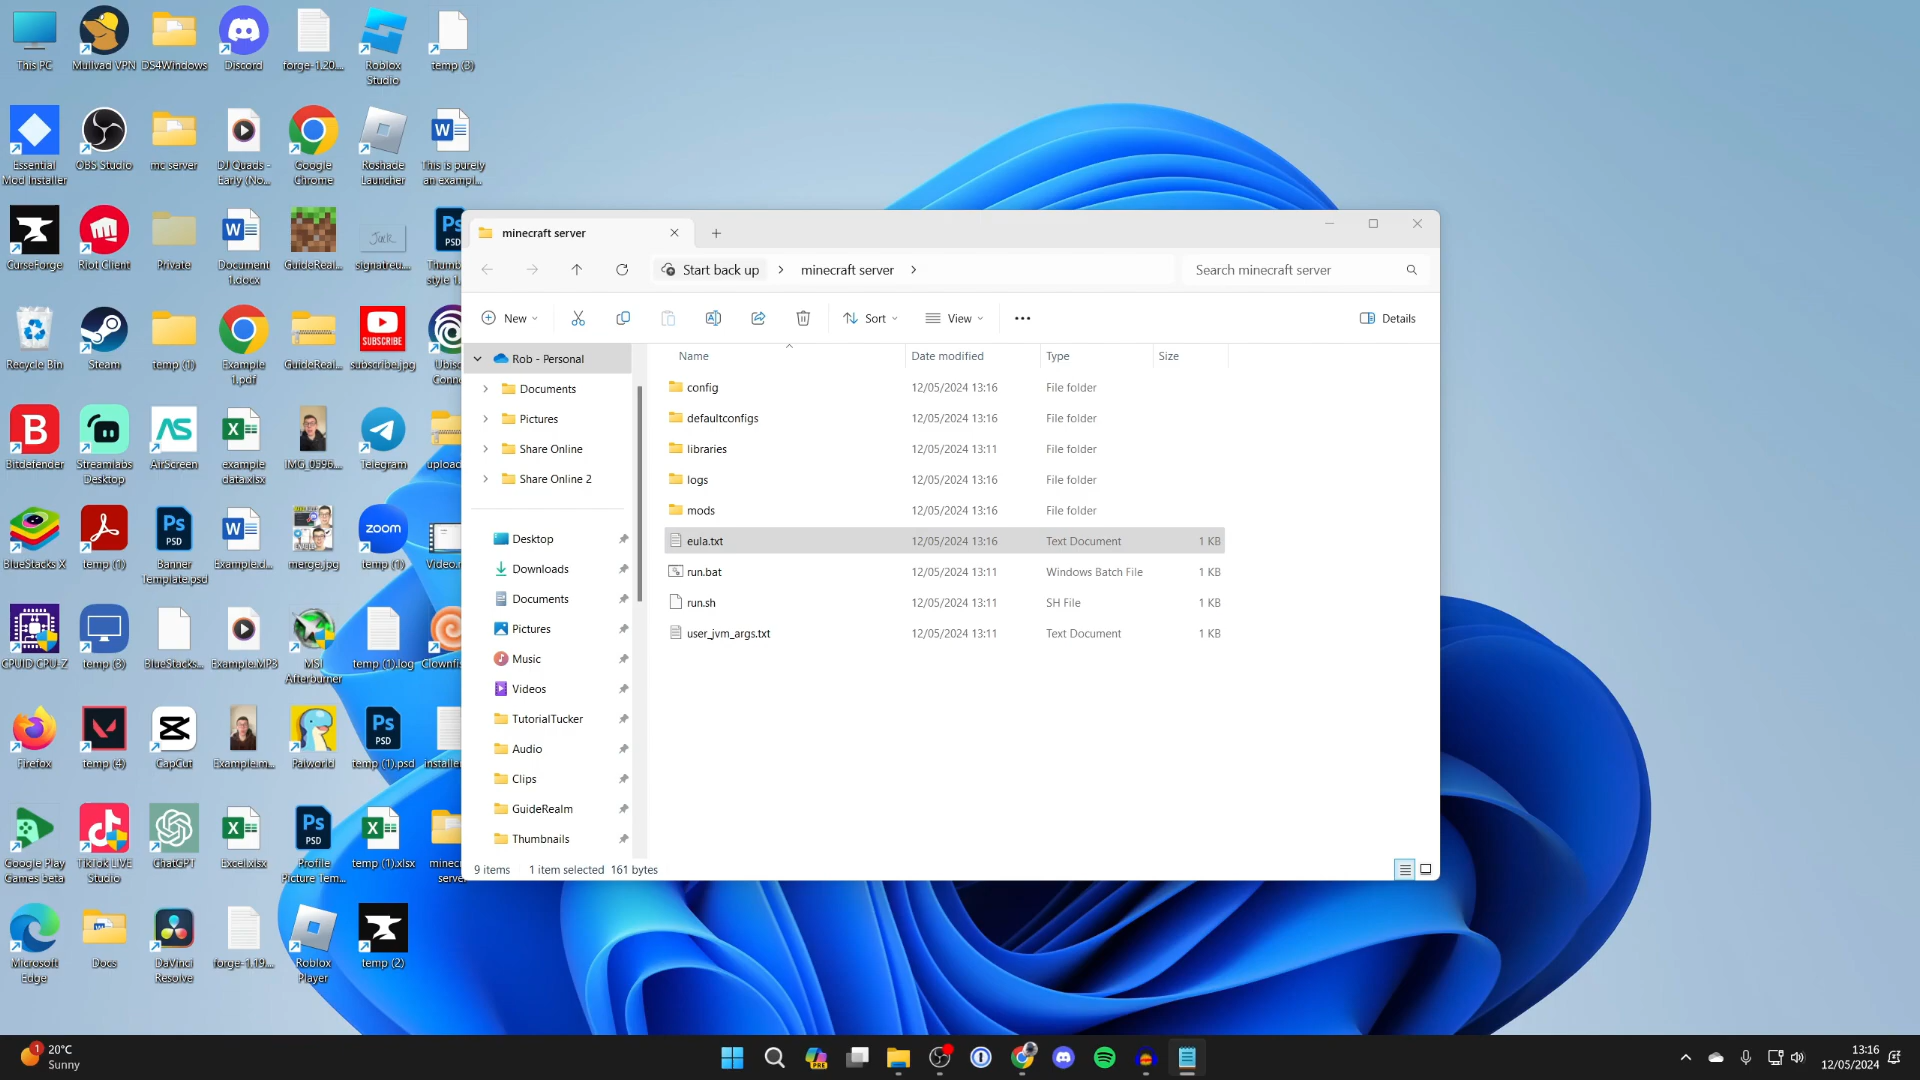 This PC
Mullvad VPN
DS4Windows
Discord
forge-1.20...
Roblox
Studio
temp (3)
Essential
Mod Installer
OBS Studio
mc server
DJ Quads -
Early (No...
Google
Chrome
Roshade
Launcher
This is purely
an exampl...
CurseForge
Riot Client
Private
Document
1.docx
GuideReal...
signatreu...
Thumb
style 1.
Recycle Bin
Steam
temp (1)
Example
1.pdf
GuideReal...
subscribe.jpg
Ubiso
Conne
Bitdefender
Streamlabs
Desktop
AirScreen
example
data.xlsx
IMG_0596...
Telegram
upload
BlueStacks X
temp (1)
Banner
Template.psd
Example.d...
merge.jpg
temp (1)
Video.m
CPUID CPU-Z
temp (3)
BlueStacks...
Example.MP3
MSI
Afterburner
temp (1).log
Clownfis
Firefox
temp (4)
CapCut
Example.m...
Palworld
temp (1).psd
installer
Google Play
Games beta
TikTok LIVE
Studio
ChatGPT
Excel.xlsx
Profile
Picture Tem...
temp (1).xlsx
minecr
server
Microsoft
Edge
Docs
DaVinci
Resolve
forge-1.19...
Roblox
Player
temp (2)
minecraft server
Start back up
minecraft server
Search minecraft server
New
Sort
View
Details
Rob - Personal
Documents
Pictures
Share Online
Share Online 2
Desktop
Downloads
Documents
Pictures
Music
Videos
TutorialTucker
Audio
Clips
GuideRealm
Thumbnails
Name Date modified Type Size
config 12/05/2024 13:16 File folder
defaultconfigs 12/05/2024 13:16 File folder
libraries 12/05/2024 13:11 File folder
logs 12/05/2024 13:16 File folder
mods 12/05/2024 13:16 File folder
eula.txt 12/05/2024 13:16 Text Document 1 KB
run.bat 12/05/2024 13:11 Windows Batch File 1 KB
run.sh 12/05/2024 13:11 SH File 1 KB
user_jvm_args.txt 12/05/2024 13:11 Text Document 1 KB
9 items 1 item selected 161 bytes
1
20°C
Sunny
13:16
12/05/2024